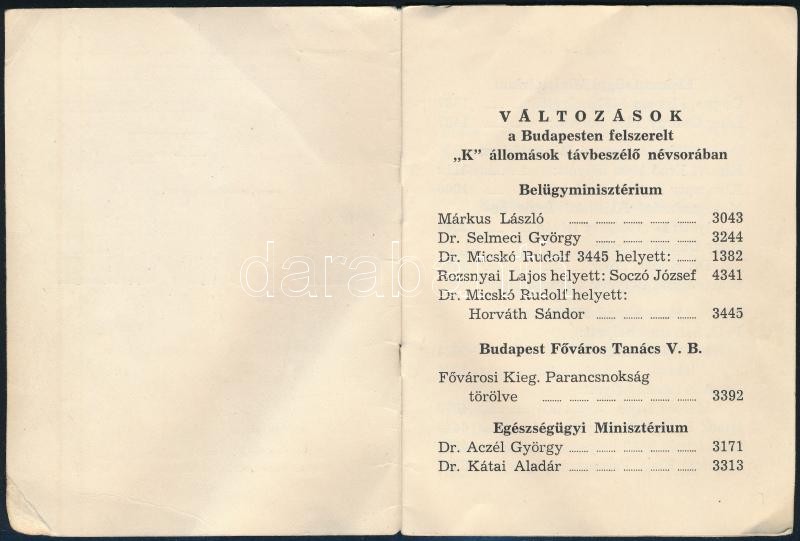 VÁLTOZÁSOK
a Budapesten felszerelt
„K” állomások távbeszélő névsorában
Belügyminisztérium
Márkus László ........ ........ ........ ........ ........ 3043
Dr. Selmeci György ........ ........ ........ ........ 3244
Dr. Micskó Rudolf 3445 helyett: ........ 1382
Rozsnyai Lajos helyett: Soczó József 4341
Dr. Micskó Rudolf helyett:
Horváth Sándor ........ ........ ........ ........ 3445
Budapest Főváros Tanács V. B.
Fővárosi Kieg. Parancsnokság
törölve ........ ........ ........ ........ ........ ........ 3392
Egészségügyi Minisztérium
Dr. Aczél György ........ ........ ........ ........ ........ 3171
Dr. Kátai Aladár ........ ........ ........ ........ ........ 3313